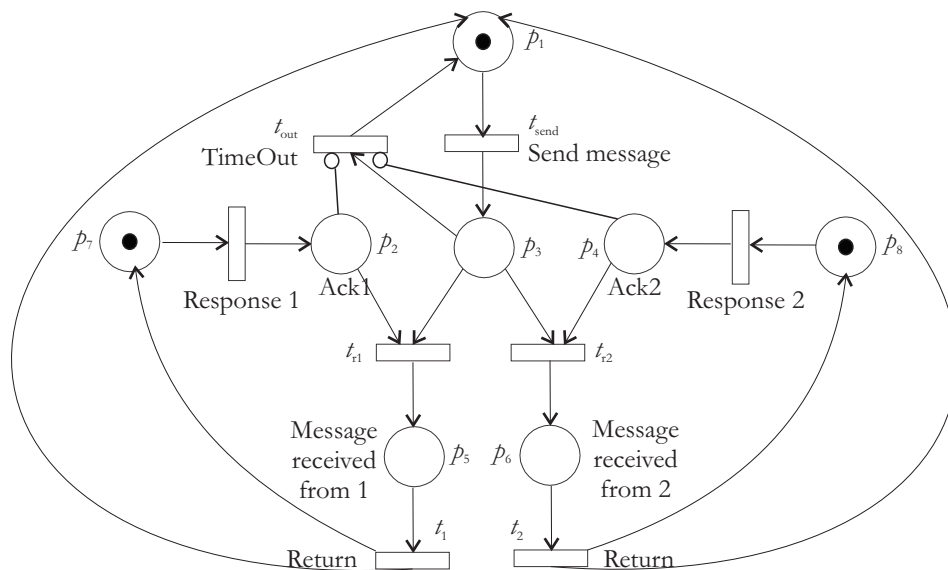 p1
tout
tsend
TimeOut
Send message
p7
p2
p3
p4
p8
Response 1
Ack1
Ack2
Response 2
tr1
tr2
Message
received
from 1
p5
p6
Message
received
from 2
t1
t2
Return
Return